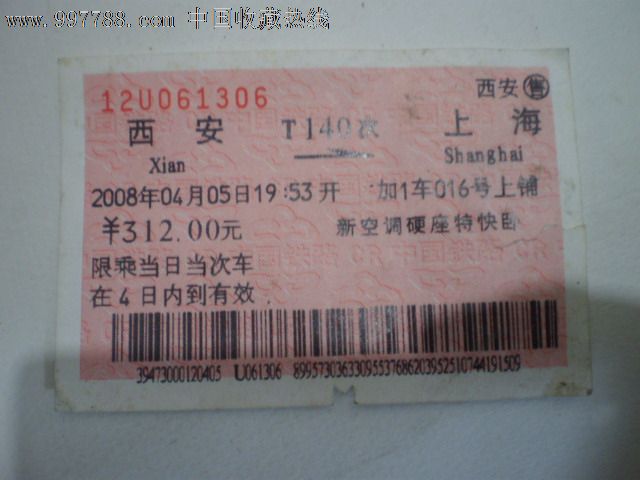 www.997788.com 中国收藏热线
12U061306 西安 售
西安 T140次 上海
Xian Shanghai
2008年04月05日19:53开 加1车016号上铺
¥312.00元 新空调硬座特快卧
限乘当日当次车
在4日内到有效
39473000120405 U061306 89957303633095537686203952510744191509